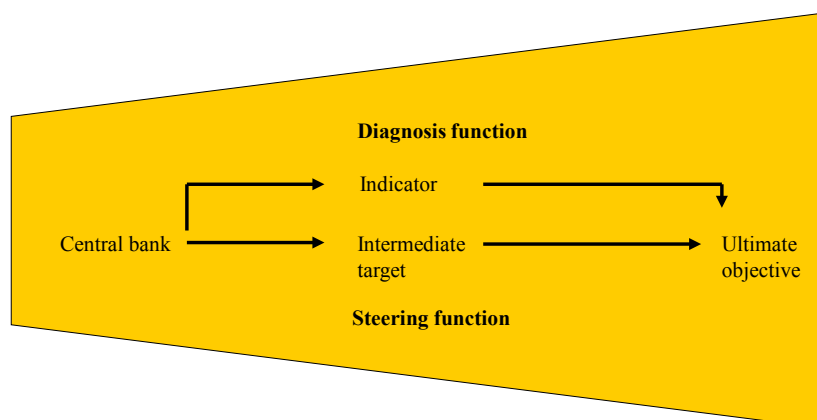 Diagnosis function
Indicator
Central bank
Intermediate
target
Ultimate
objective
Steering function